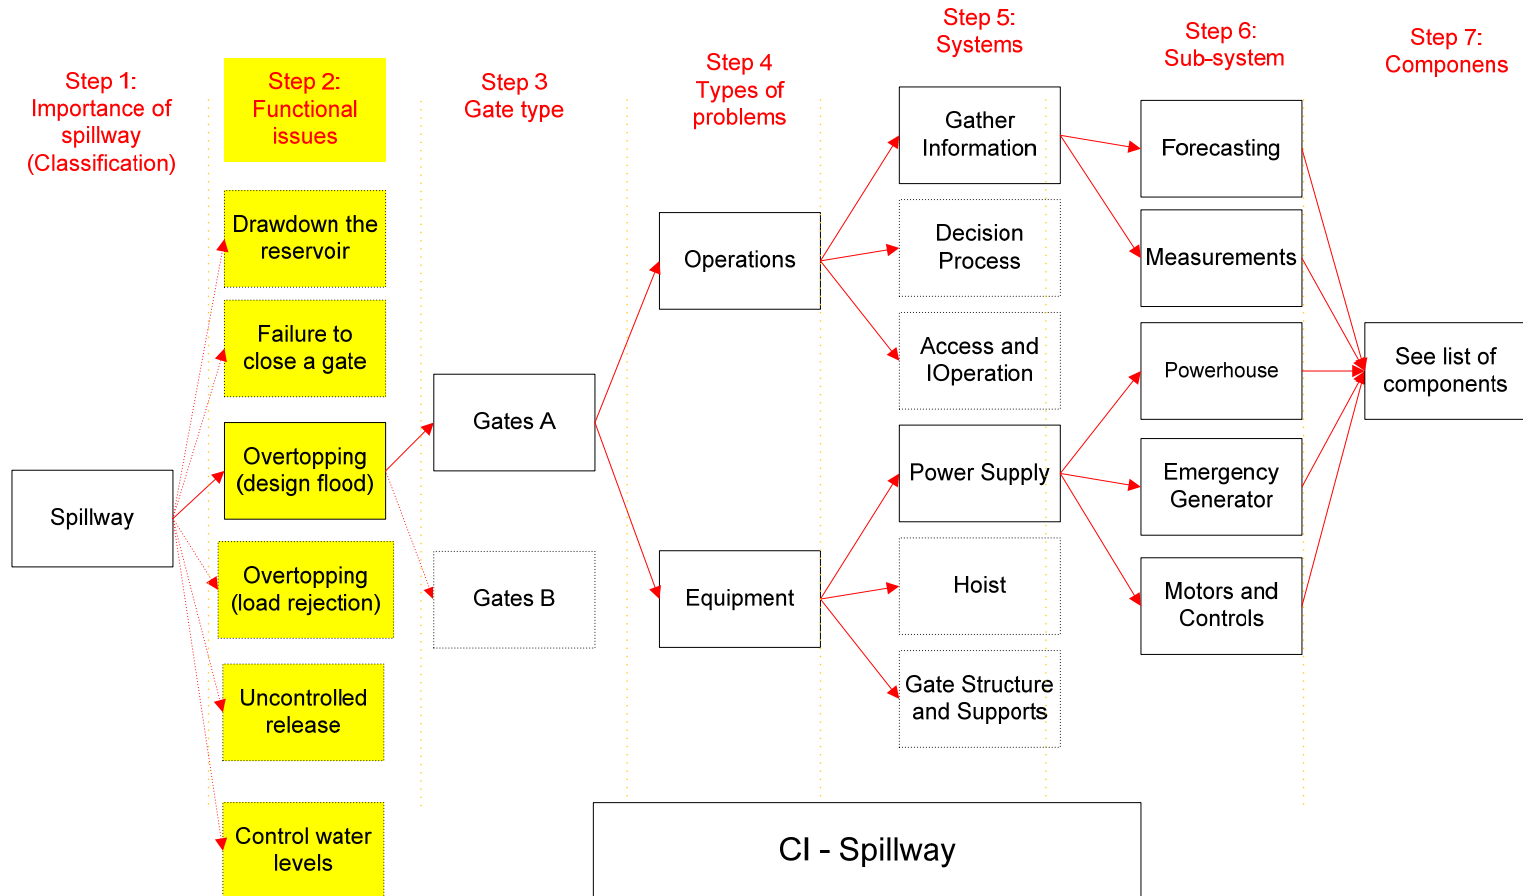 Step 1:
Importance of
spillway
(Classification)
Step 2:
Functional
issues
Step 3
Gate type
Step 4
Types of
problems
Step 5:
Systems
Step 6:
Sub-system
Step 7:
Componens
Spillway
Drawdown the
reservoir
Failure to
close a gate
Overtopping
(design flood)
Overtopping
(load rejection)
Uncontrolled
release
Control water
levels
Gates A
Gates B
Operations
Equipment
Gather
Information
Decision
Process
Access and
IOperation
Power Supply
Hoist
Gate Structure
and Supports
Forecasting
Measurements
Powerhouse
Emergency
Generator
Motors and
Controls
See list of
components
CI - Spillway